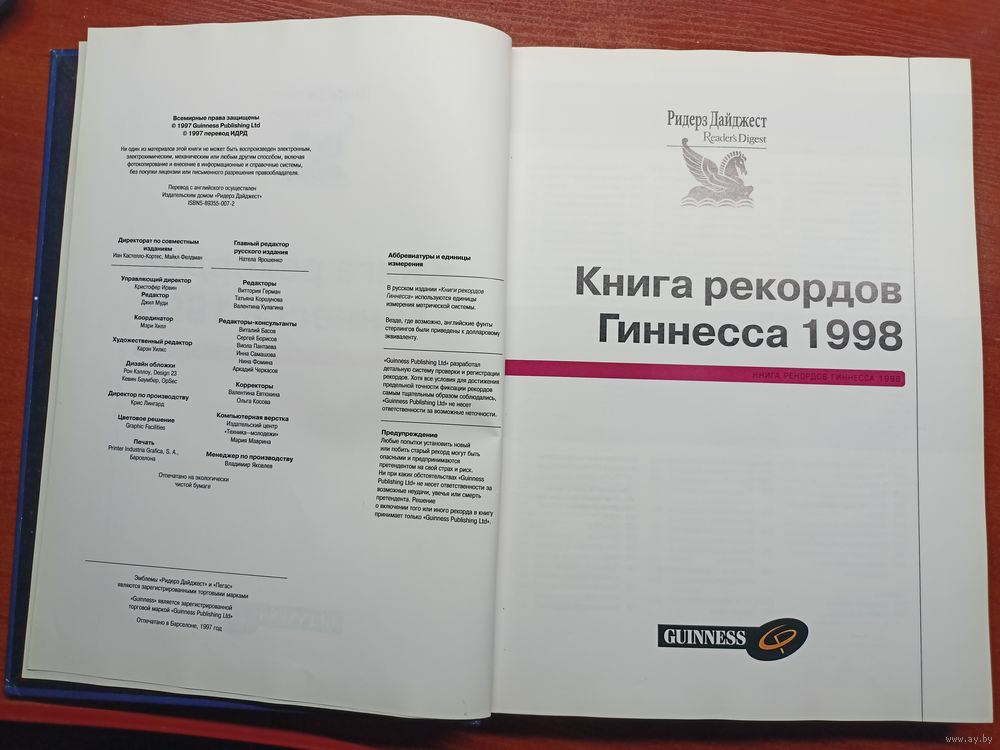 Всемирные права защищены
© 1997 Guinness Publishing Ltd
© 1997 перевод ИДРД
Ни один из материалов этой книги не может быть воспроизведен электронным,
электрохимическим, механическим или любым другим способом, включая
фотокопирование и внесение в информационные и справочные системы,
без покупки лицензии или письменного разрешения правообладателя.
Перевод с английского осуществлен
Издательским домом «Ридерз Дайджест»
ISBN5-89355-007-2
Директорат по совместным
изданиям
Иан Кастелло-Кортес, Майкл Фелдман
Управляющий директор
Кристофер Ирвин
Редактор
Джил Муди
Координатор
Мари Хилл
Художественный редактор
Карэн Уилкс
Дизайн обложки
Рон Каллоу, Design 23
Кевин Баумбер, Орбес
Директор по производству
Крис Лингард
Цветовое решение
Graphic Facilities
Печать
Printer Industria Grafica, S. A.,
Барселона
Отпечатано на экологически
чистой бумаге
Главный редактор
русского издания
Натела Ярошенко
Редакторы
Виттория Герман
Татьяна Корзунова
Валентина Кулагина
Редакторы-консультанты
Виталий Басов
Сергей Борисов
Виола Пантаева
Инна Самашова
Нина Фомина
Аркадий Черкасов
Корректоры
Валентина Евтюхина
Ольга Косова
Компьютерная верстка
Издательский центр
«Техника–молодежи»
Мария Маврина
Менеджер по производству
Владимир Яковлев
Аббревиатуры и единицы
измерения
В русском издании «Книги рекордов
Гиннесса» используются единицы
измерения метрической системы.
Везде, где возможно, английские фунты
стерлингов были приведены к долларовому
эквиваленту.
«Guinness Publishing Ltd» разработал
детальную систему проверки и регистрации
рекордов. Хотя все условия для достижения
предельной точности фиксации рекордов
самым тщательным образом соблюдались,
«Guinness Publishing Ltd» не несет
ответственности за возможные неточности.
Предупреждение
Любые попытки установить новый
или побить старый рекорд могут быть
опасными и предпринимаются
претендентом на свой страх и риск.
Ни при каких обстоятельствах «Guinness
Publishing Ltd» не несет ответственности за
возможные неудачи, увечья или смерть
претендента. Решение
о включении того или иного рекорда в книгу
принимает только «Guinness Publishing Ltd».
Эмблемы «Ридерз Дайджест» и «Пегас»
являются зарегистрированными торговыми марками
«Guinness» является зарегистрированной
торговой маркой «Guinness Publishing Ltd»
Отпечатано в Барселоне, 1997 год
Ридерз Дайджест
Reader's Digest
Книга рекордов
Гиннесса 1998
КНИГА РЕКОРДОВ ГИННЕССА 1998
GUINNESS
www.ay.by